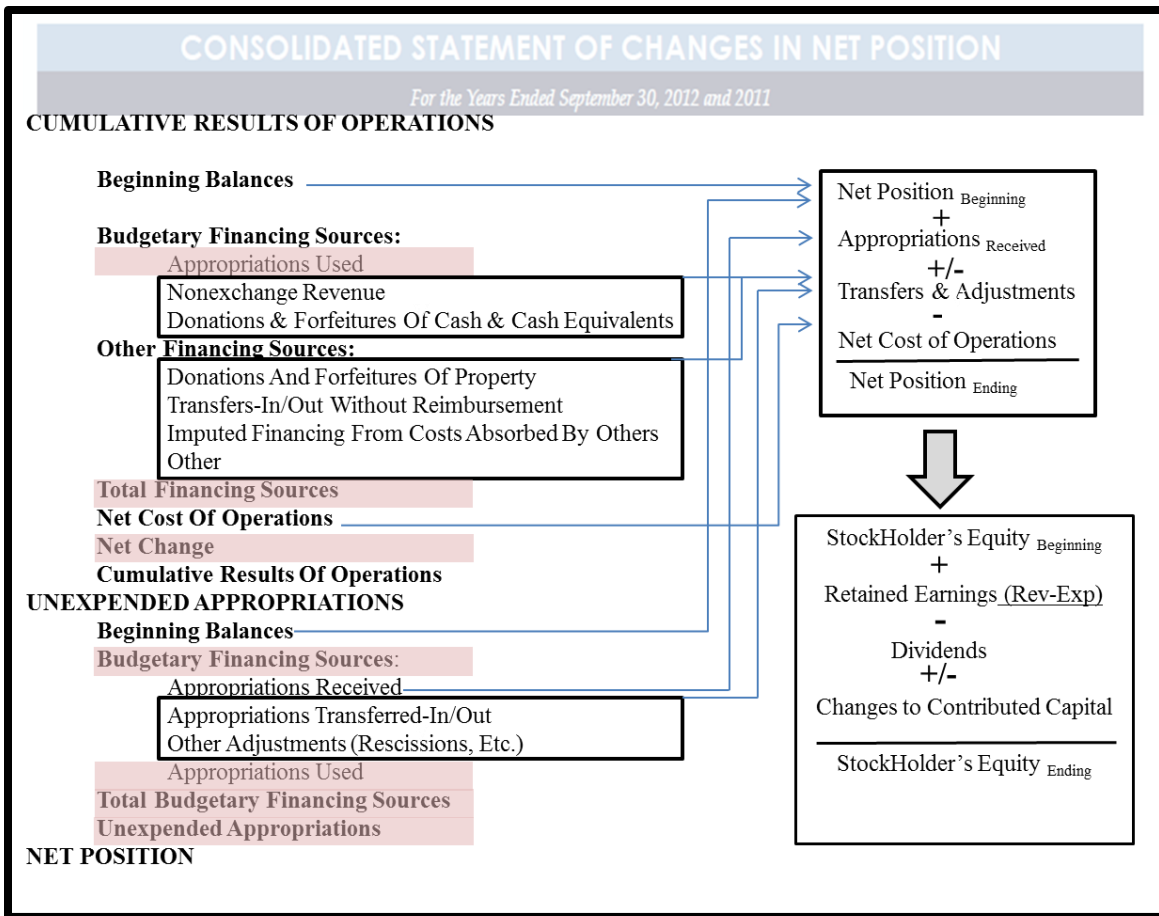 CONSOLIDATED STATEMENT OF CHANGES IN NET POSITION
For the Years Ended September 30, 2012 and 2011
CUMULATIVE RESULTS OF OPERATIONS
Beginning Balances
Budgetary Financing Sources:
Appropriations Used
Nonexchange Revenue
Donations & Forfeitures Of Cash & Cash Equivalents
Other Financing Sources:
Donations And Forfeitures Of Property
Transfers-In/Out Without Reimbursement
Imputed Financing From Costs Absorbed By Others
Other
Total Financing Sources
Net Cost Of Operations
Net Change
Cumulative Results Of Operations
UNEXPENDED APPROPRIATIONS
Beginning Balances
Budgetary Financing Sources:
Appropriations Received
Appropriations Transferred-In/Out
Other Adjustments (Rescissions, Etc.)
Appropriations Used
Total Budgetary Financing Sources
Unexpended Appropriations
NET POSITION
Net Position Beginning
+
Appropriations Received
+/-
Transfers & Adjustments
-
Net Cost of Operations
Net Position Ending
StockHolder's Equity Beginning
+
Retained Earnings (Rev-Exp)
-
Dividends
+/-
Changes to Contributed Capital
StockHolder's Equity Ending